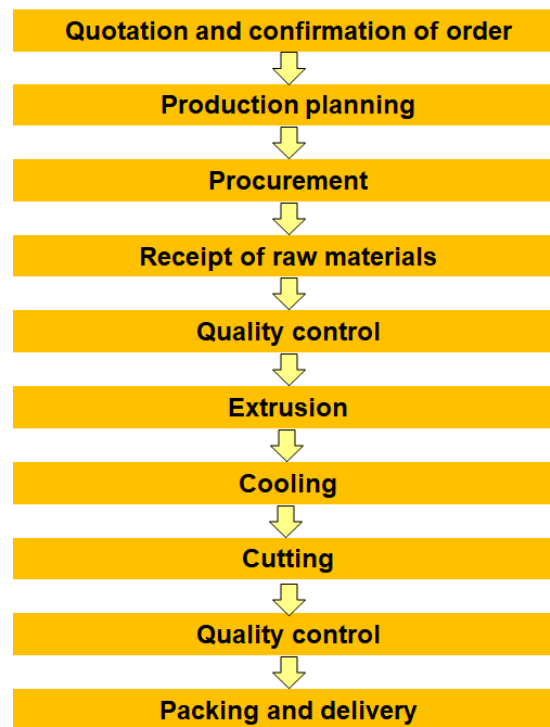 Quotation and confirmation of order
Production planning
Procurement
Receipt of raw materials
Quality control
Extrusion
Cooling
Cutting
Quality control
Packing and delivery